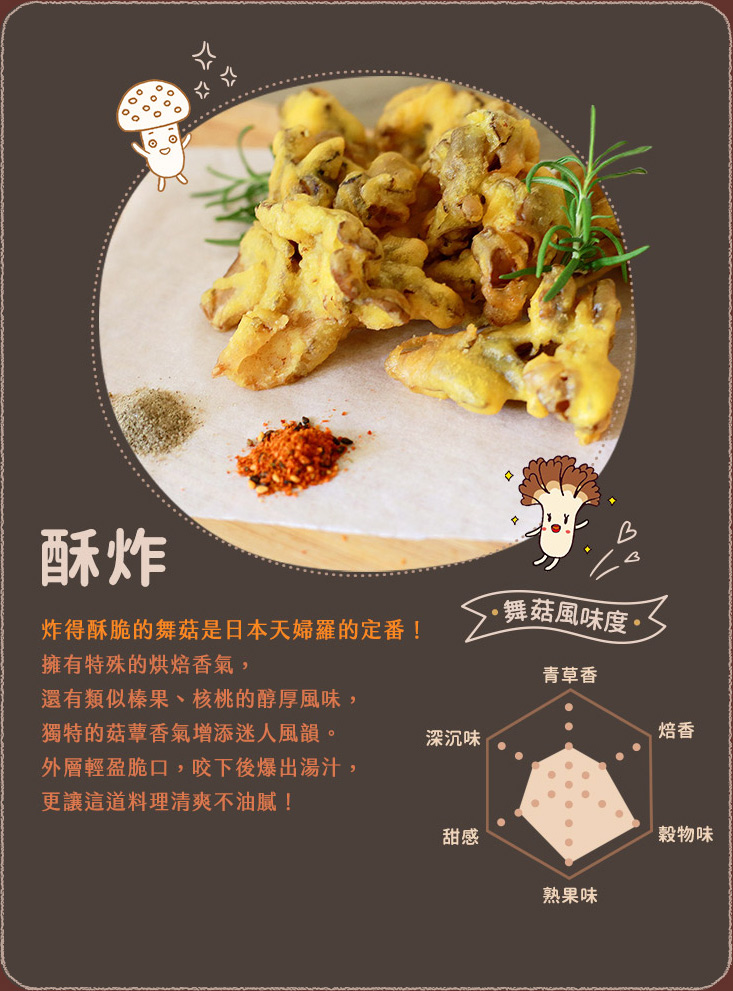 酥炸
炸得酥脆的舞菇是日本天婦羅的定番！
擁有特殊的烘焙香氣，
還有類似榛果、核桃的醇厚風味，
獨特的菇蕈香氣增添迷人風韻。
外層輕盈脆口，咬下後爆出湯汁，
更讓這道料理清爽不油膩！
舞菇風味度
青草香
焙香
穀物味
熟果味
甜感
深沉味